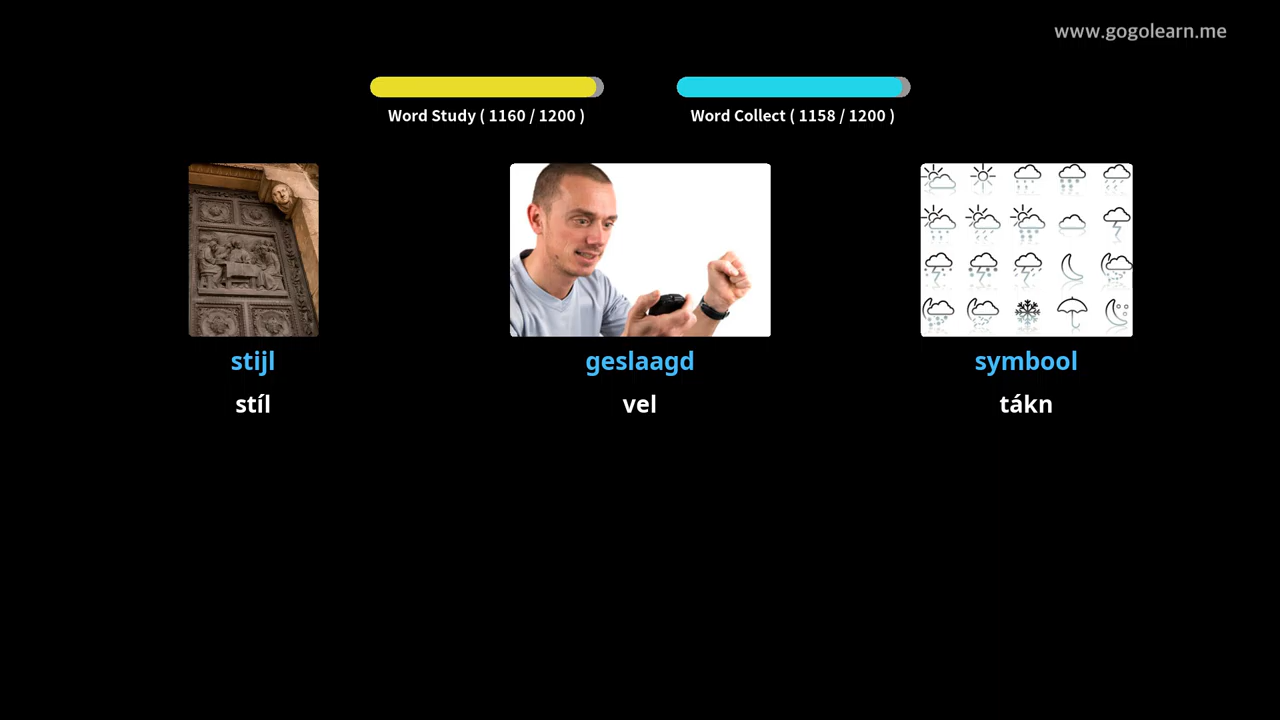 www.gogolearn.me
Word Study ( 1160 / 1200 )
Word Collect ( 1158 / 1200 )
stijl
geslaagd
symbool
stíl
vel
tákn